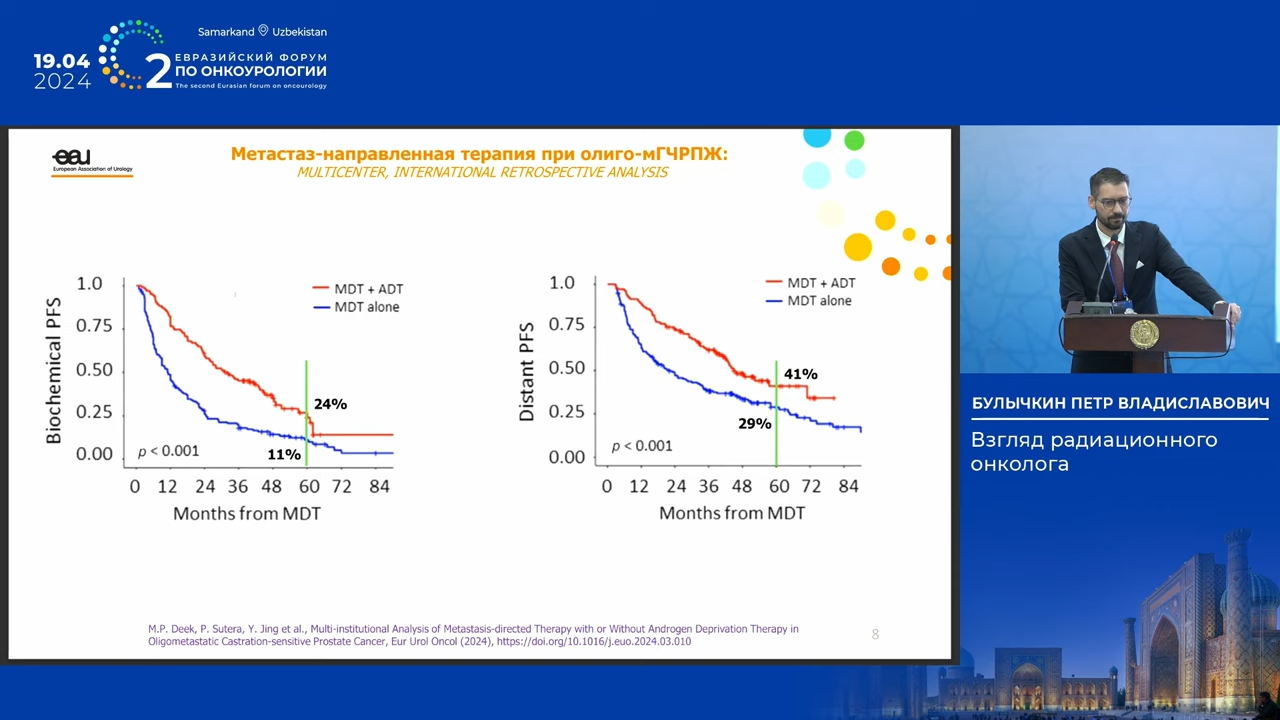 Samarkand Uzbekistan
19.04
2024
2
ЕВРАЗИЙСКИЙ ФОРУМ
ПО ОНКОУРОЛОГИИ
The second Eurasian forum on oncourology
eau
European Association of Urology
Метастаз-направленная терапия при олиго-мГЧРПЖ:
MULTICENTER, INTERNATIONAL RETROSPECTIVE ANALYSIS
Biochemical PFS
1.0
0.75
0.50
0.25
0.00
MDT + ADT
MDT alone
24%
11%
p < 0.001
0 12 24 36 48 60 72 84
Months from MDT
Distant PFS
1.0
0.75
0.50
0.25
0.00
MDT + ADT
MDT alone
41%
29%
p < 0.001
0 12 24 36 48 60 72 84
Months from MDT
M.P. Deek, P. Sutera, Y. Jing et al., Multi-institutional Analysis of Metastasis-directed Therapy with or Without Androgen Deprivation Therapy in
Oligometastatic Castration-sensitive Prostate Cancer, Eur Urol Oncol (2024), https://doi.org/10.1016/j.euo.2024.03.010
8
БУЛЫЧКИН ПЕТР ВЛАДИСЛАВОВИЧ
Взгляд радиационного
онколога